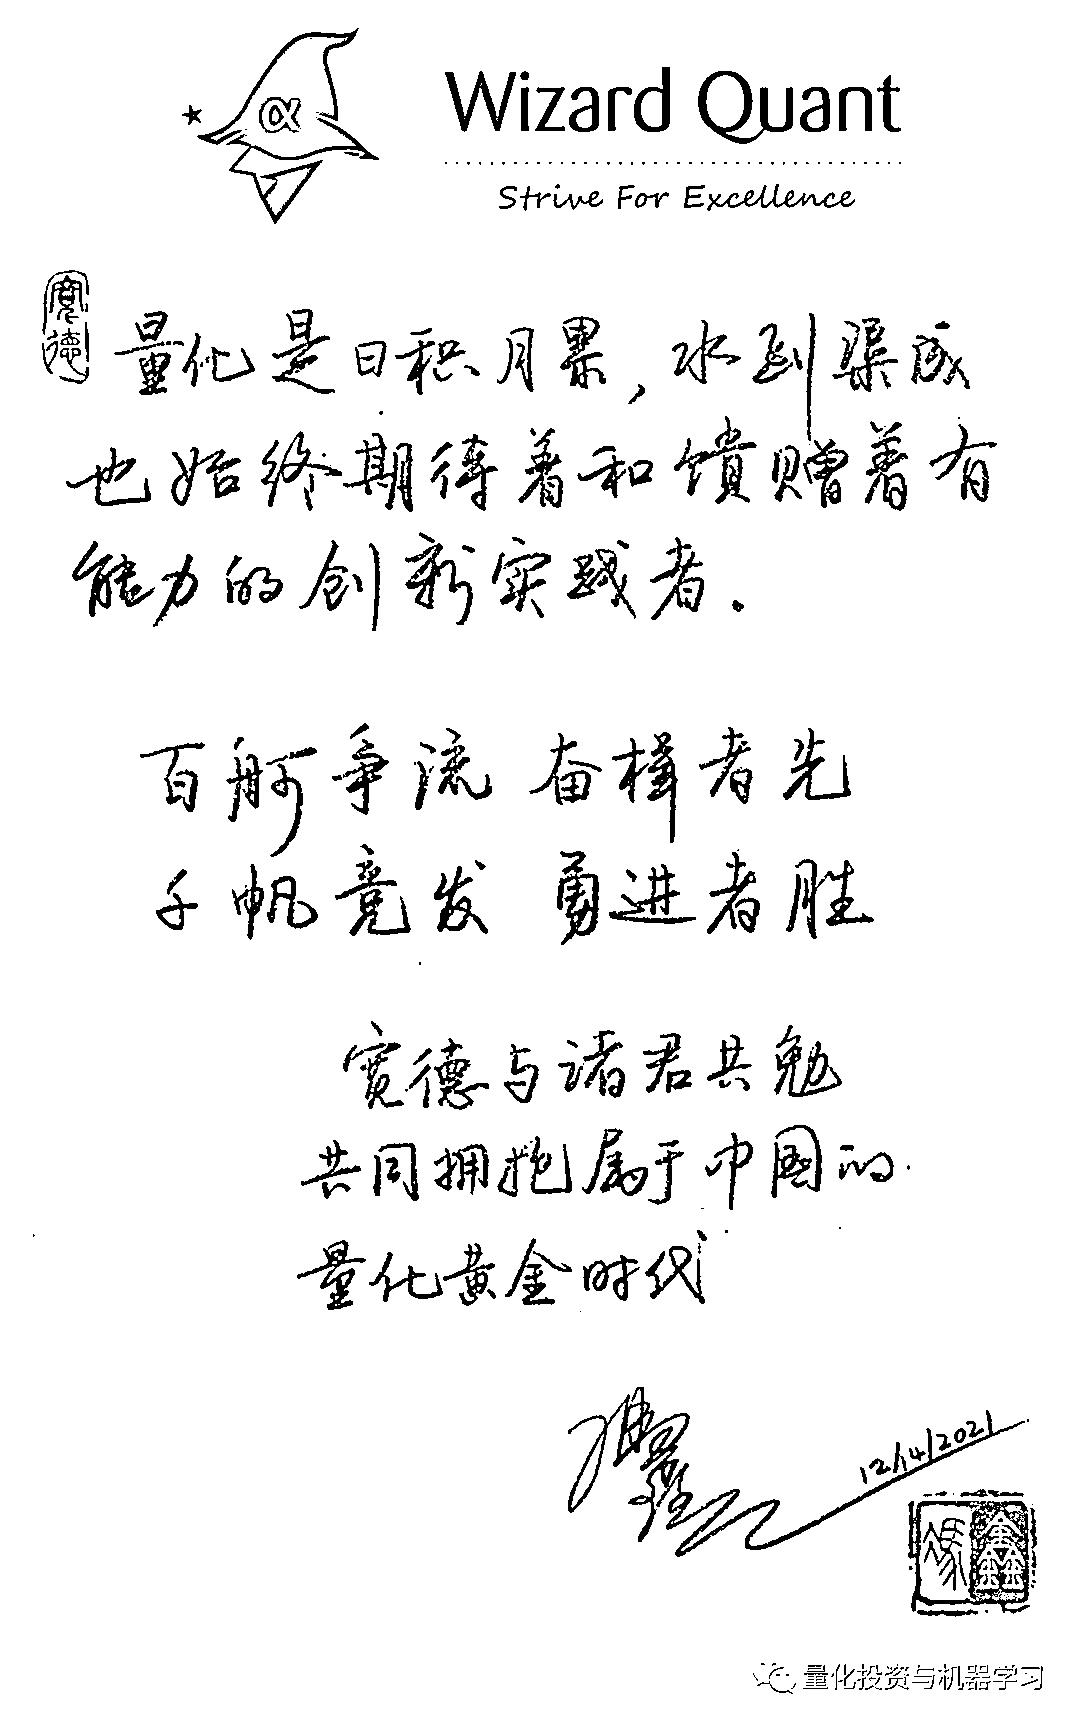 α
Wizard Quant
Strive For Excellence
宽德
量化是日积月累，水到渠成
也始终期待着和馈赠着有
能力的创新实践者.
百舸争流 奋楫者先
千帆竞发 勇进者胜
宽德与诸君共勉
共同拥抱属于中国的
量化黄金时代
12/14/2021
冯鑫
量化投资与机器学习